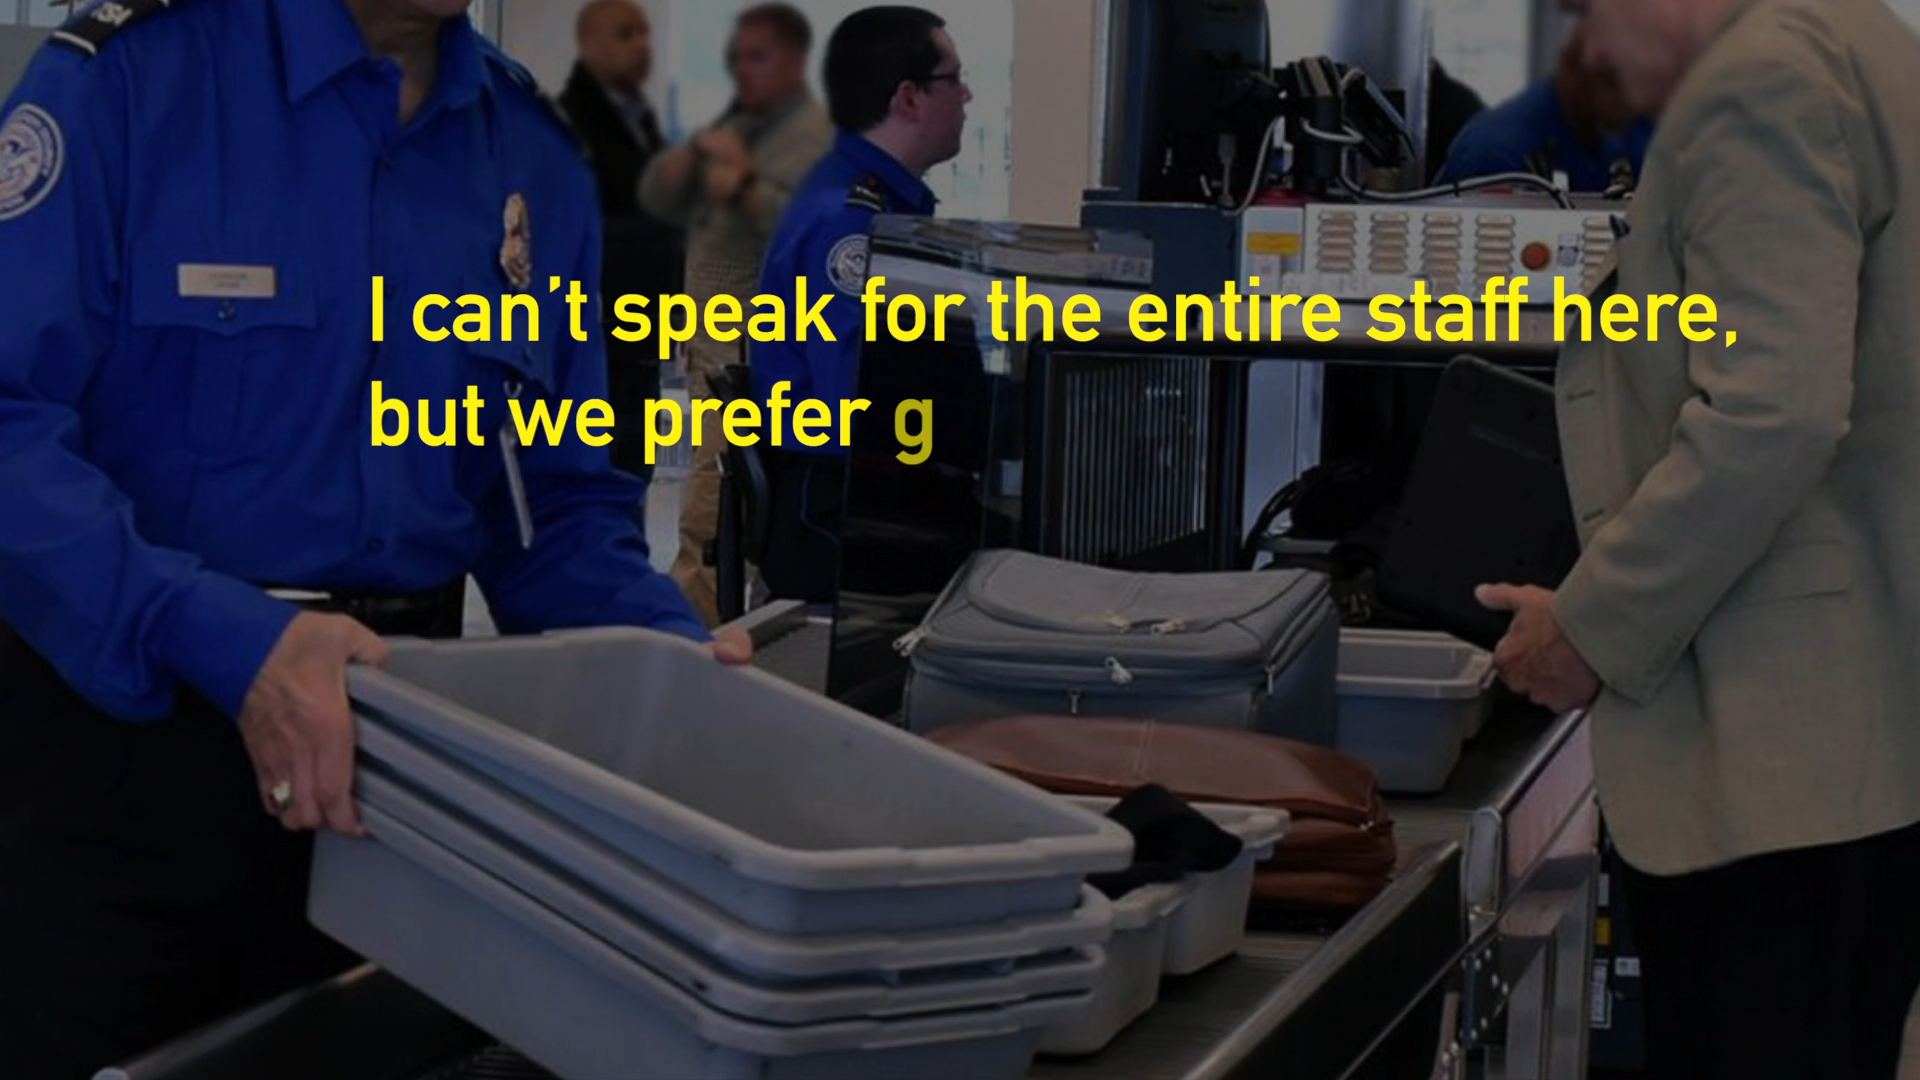 I can’t speak for the entire staff here,
but we prefer g